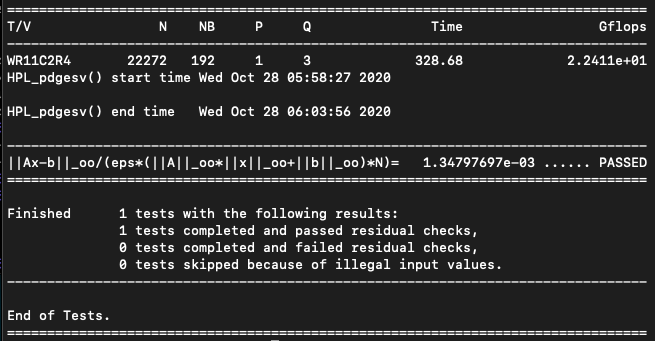 ================================================================================
T/V                N    NB     P     Q               Time                 Gflops
--------------------------------------------------------------------------------
WR11C2R4       22272   192     1     3             328.68             2.2411e+01
HPL_pdgesv() start time Wed Oct 28 05:58:27 2020
HPL_pdgesv() end time   Wed Oct 28 06:03:56 2020
--------------------------------------------------------------------------------
||Ax-b||_oo/(eps*(||A||_oo*||x||_oo+||b||_oo)*N)=   1.34797697e-03 ...... PASSED
================================================================================
Finished      1 tests with the following results:
              1 tests completed and passed residual checks,
              0 tests completed and failed residual checks,
              0 tests skipped because of illegal input values.
--------------------------------------------------------------------------------
End of Tests.
================================================================================